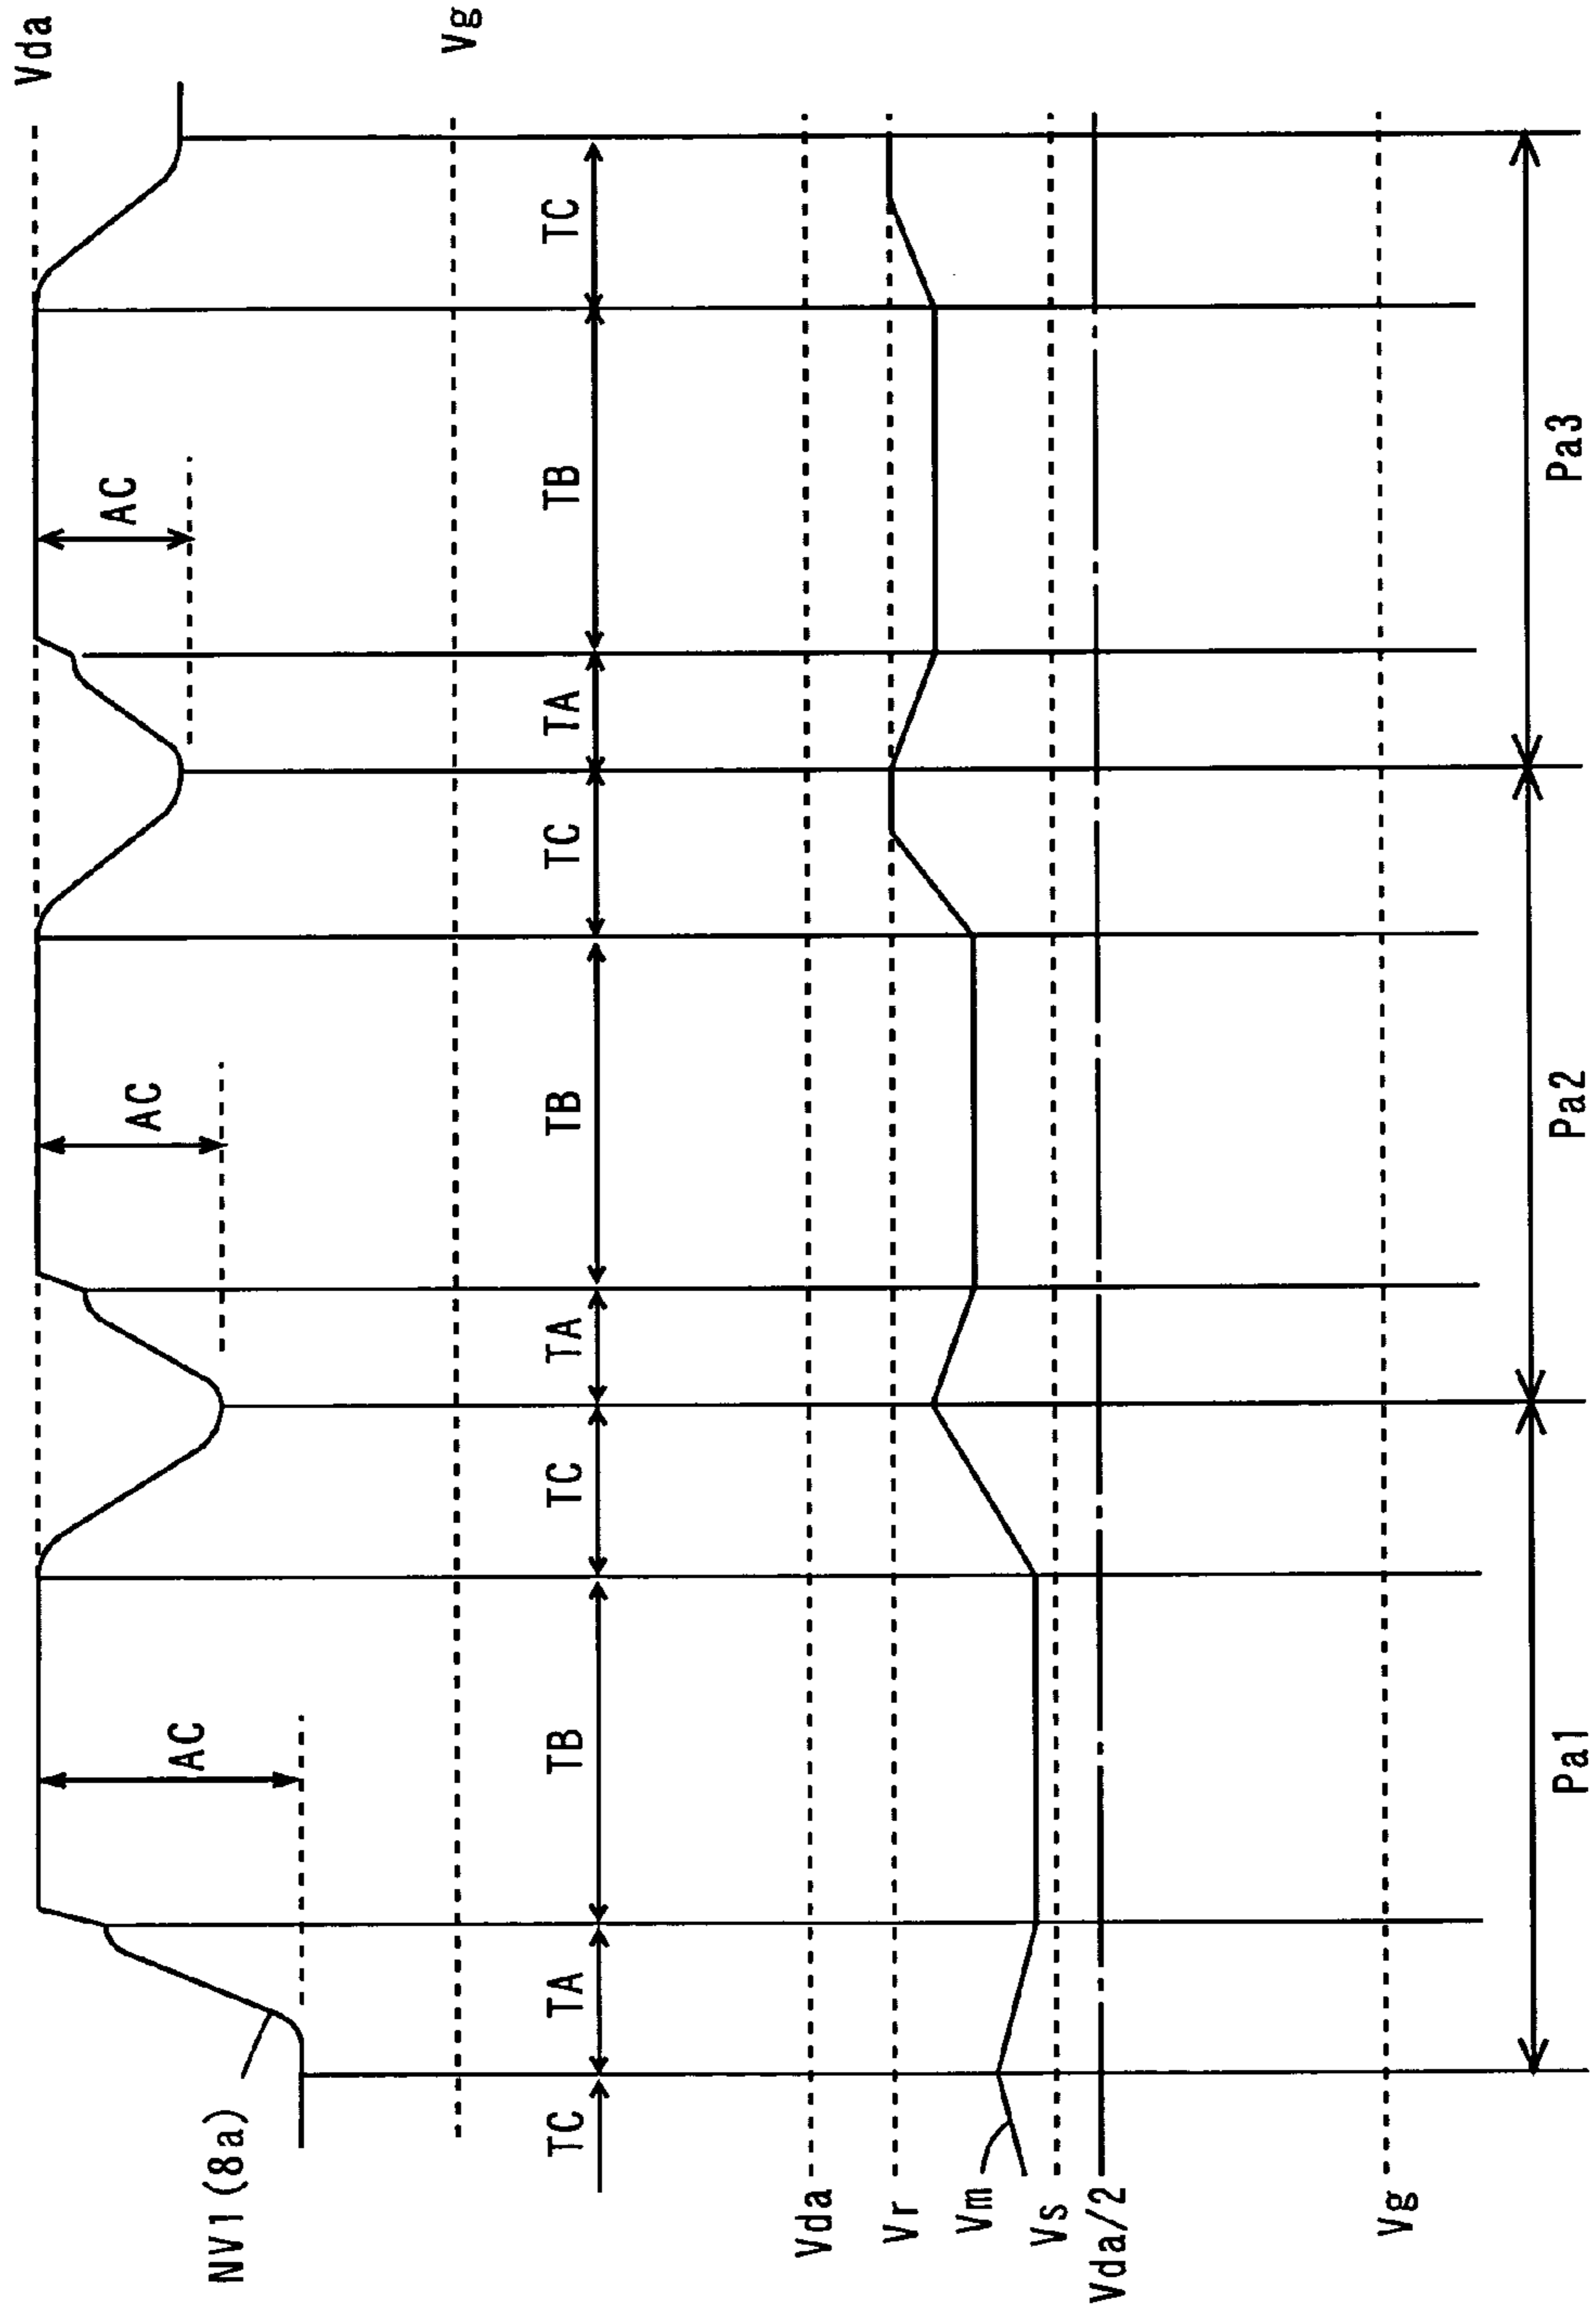 Vda
NV1(8a)
AC
AC
AC
Vg
TC
TA
TB
TC
TA
TB
TC
TA
TB
TC
Vda
Vr
Vm
Vs
Vda/2
Vg
Pa1
Pa2
Pa3